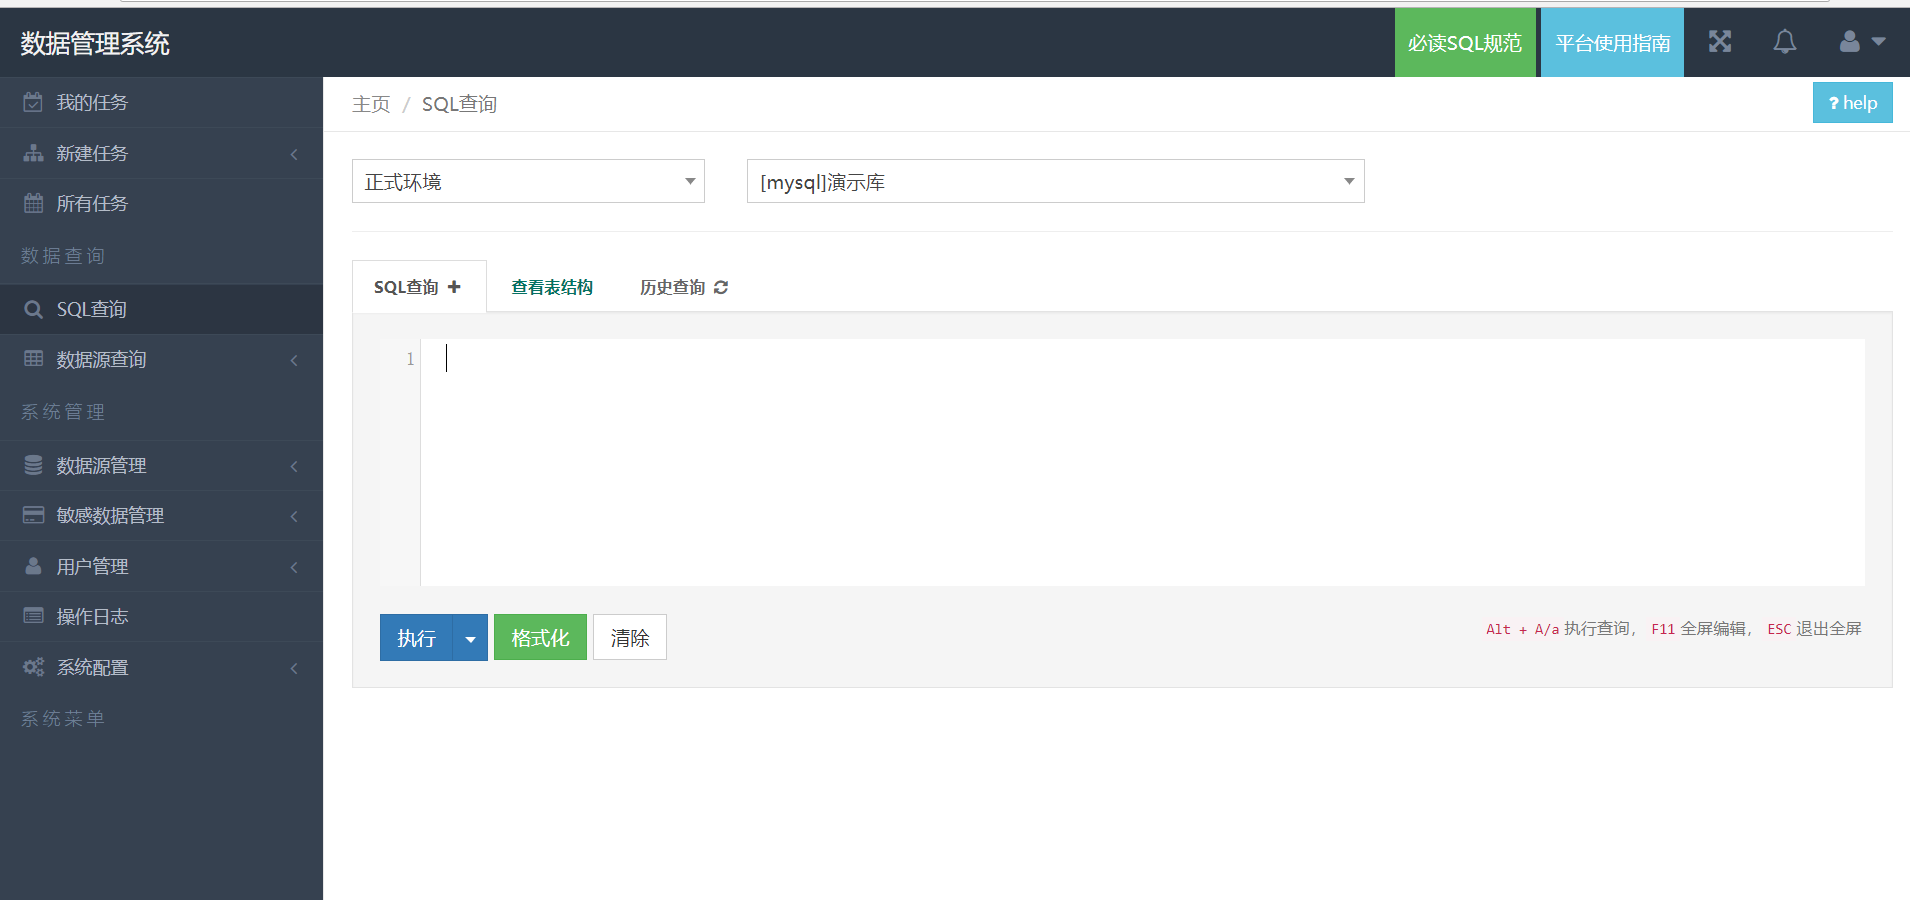 数据管理系统
必读SQL规范
平台使用指南
我的任务
新建任务
所有任务
数据查询
SQL查询
数据源查询
系统管理
数据源管理
敏感数据管理
用户管理
操作日志
系统配置
系统菜单
主页 / SQL查询
? help
正式环境
[mysql]演示库
SQL查询
查看表结构
历史查询
1
执行
格式化
清除
Alt + A/a 执行查询， F11 全屏编辑， ESC 退出全屏